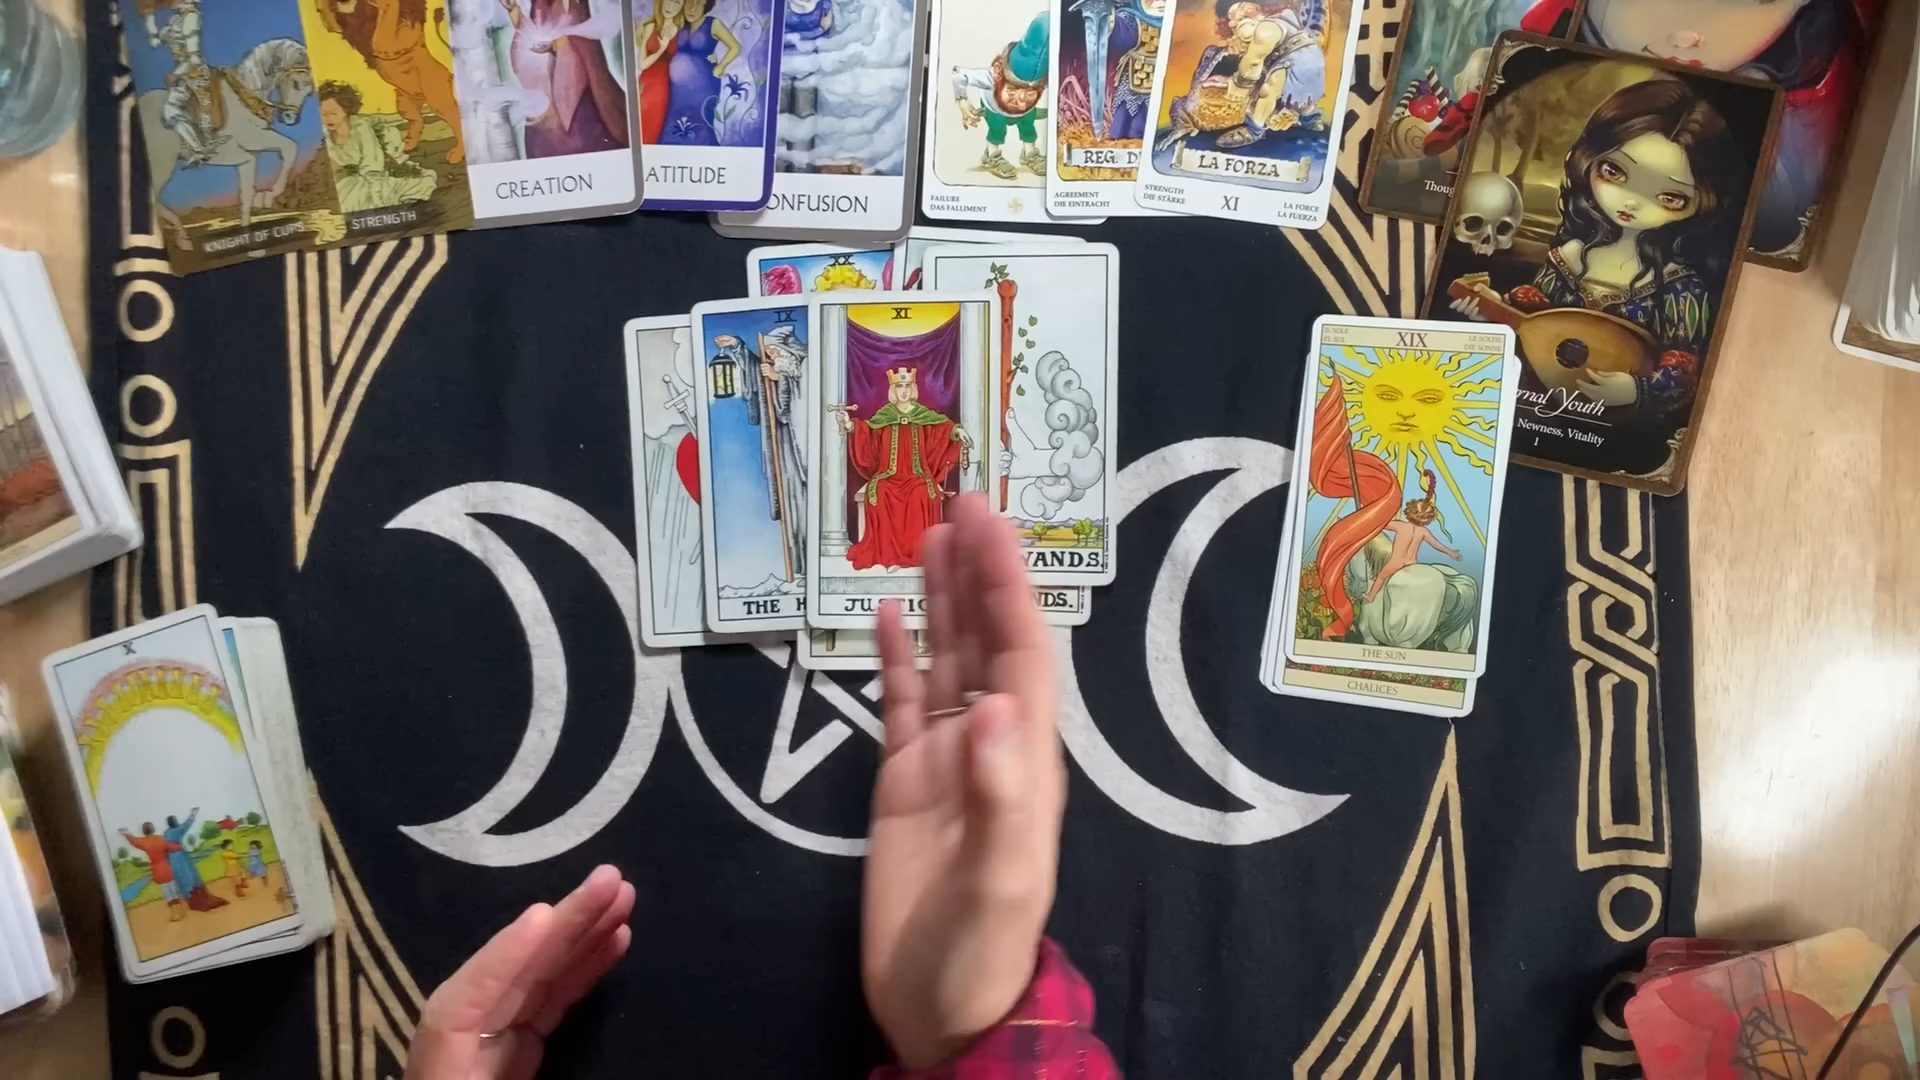 KNIGHT OF CUPS
STRENGTH
CREATION
ATITUDE
ONFUSION
FAILURE
DAS FALLIMENT
REG. D
AGREEMENT
DIE EINTRACHT
LA FORZA
STRENGTH
DIE STÄRKE
XI
LA FORCE
LA FUERZA
Thoug
rnal Youth
Newness, Vitality
1
XX
IX
THE H
XI
JUSTIC
WANDS.
NDS.
IL SOLE
EL SOL
XIX
LE SOLEIL
DIE SONNE
THE SUN
CHALICES
X